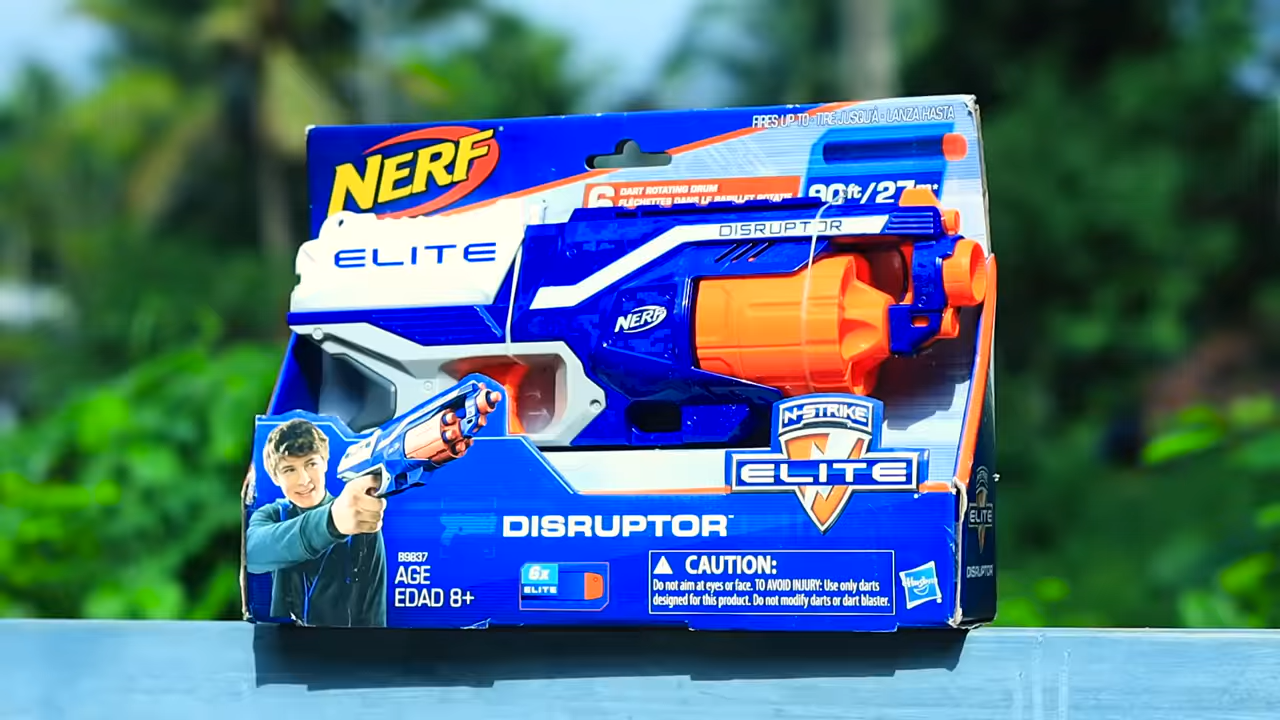 NERF
FIRES UP TO • TIRE JUSQU'À • LANZA HASTA
6 DART ROTATING DRUM
FLÉCHETTES DANS LE BARILLET ROTATIF
90ft/27m*
DISRUPTOR
ELITE
NERF
N-STRIKE
ELITE
DISRUPTOR™
ELITE
DISRUPTOR
B9837
AGE
EDAD 8+
6x
ELITE
CAUTION:
Do not aim at eyes or face. TO AVOID INJURY: Use only darts
designed for this product. Do not modify darts or dart blaster.
Hasbro